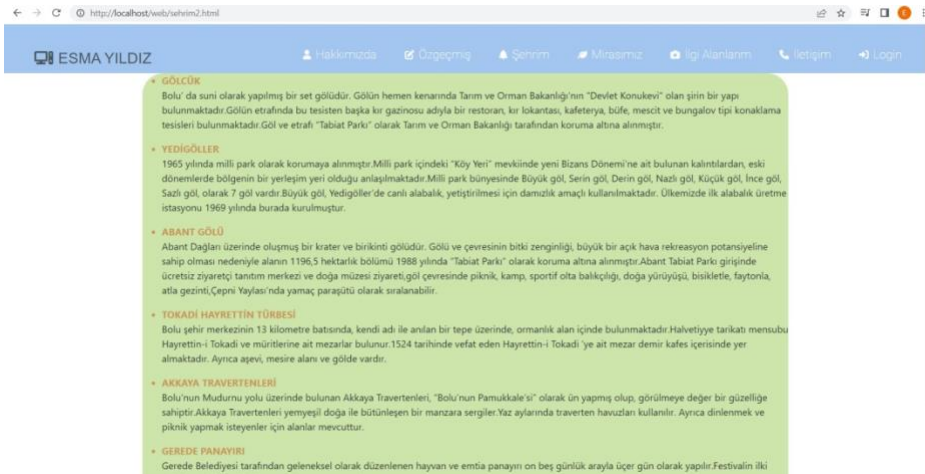 http://localhost/web/sehrim2.html
ESMA YILDIZ
Hakkımızda
Özgeçmiş
Şehrim
Mirasımız
İlgi Alanlarım
İletişim
Login
GÖLCÜK
Bolu' da suni olarak yapılmış bir set gölüdür. Gölün hemen kenarında Tarım ve Orman Bakanlığı'nın "Devlet Konukevi" olan şirin bir yapı
bulunmaktadır.Gölün etrafında bu tesisten başka kır gazinosu adıyla bir restoran, kır lokantası, kafeterya, büfe, mescit ve bungalov tipi konaklama
tesisleri bulunmaktadır.Göl ve etrafı "Tabiat Parkı" olarak Tarım ve Orman Bakanlığı tarafından koruma altına alınmıştır.
YEDİGÖLLER
1965 yılında milli park olarak korumaya alınmıştır.Milli park içindeki "Köy Yeri" mevkiinde yeni Bizans Dönemi'ne ait bulunan kalıntılardan, eski
dönemlerde bölgenin bir yerleşim yeri olduğu anlaşılmaktadır.Milli park bünyesinde Büyük göl, Serin göl, Derin göl, Nazlı göl, Küçük göl, İnce göl,
Sazlı göl, olarak 7 göl vardır.Büyük göl, Yedigöller'de canlı alabalık, yetiştirilmesi için damızlık amaçlı kullanılmaktadır. Ülkemizde ilk alabalık üretme
istasyonu 1969 yılında burada kurulmuştur.
ABANT GÖLÜ
Abant Dağları üzerinde oluşmuş bir krater ve birikinti gölüdür. Gölü ve çevresinin bitki zenginliği, büyük bir açık hava rekreasyon potansiyeline
sahip olması nedeniyle alanın 1196,5 hektarlık bölümü 1988 yılında "Tabiat Parkı" olarak koruma altına alınmıştır.Abant Tabiat Parkı girişinde
ücretsiz ziyaretçi tanıtım merkezi ve doğa müzesi ziyareti,göl çevresinde piknik, kamp, sportif olta balıkçılığı, doğa yürüyüşü, bisikletle, faytonla,
atla gezinti,Çepni Yaylası'nda yamaç paraşütü olarak sıralanabilir.
TOKADİ HAYRETTİN TÜRBESİ
Bolu şehir merkezinin 13 kilometre batısında, kendi adı ile anılan bir tepe üzerinde, ormanlık alan içinde bulunmaktadır.Halvetiyye tarikatı mensubu
Hayrettin-i Tokadi ve müritlerine ait mezarlar bulunur.1524 tarihinde vefat eden Hayrettin-i Tokadi 'ye ait mezar demir kafes içerisinde yer
almaktadır. Ayrıca aşevi, mesire alanı ve gölde vardır.
AKKAYA TRAVERTENLERİ
Bolu'nun Mudurnu yolu üzerinde bulunan Akkaya Travertenleri, "Bolu'nun Pamukkale'si" olarak ün yapmış olup, görülmeye değer bir güzelliğe
sahiptir.Akkaya Travertenleri yemyeşil doğa ile bütünleşen bir manzara sergiler.Yaz aylarında traverten havuzları kullanılır. Ayrıca dinlenmek ve
piknik yapmak isteyenler için alanlar mevcuttur.
GEREDE PANAYIRI
Gerede Belediyesi tarafından geleneksel olarak düzenlenen hayvan ve emtia panayırı on beş günlük arayla üçer gün olarak yapılır.Festivalin ilki